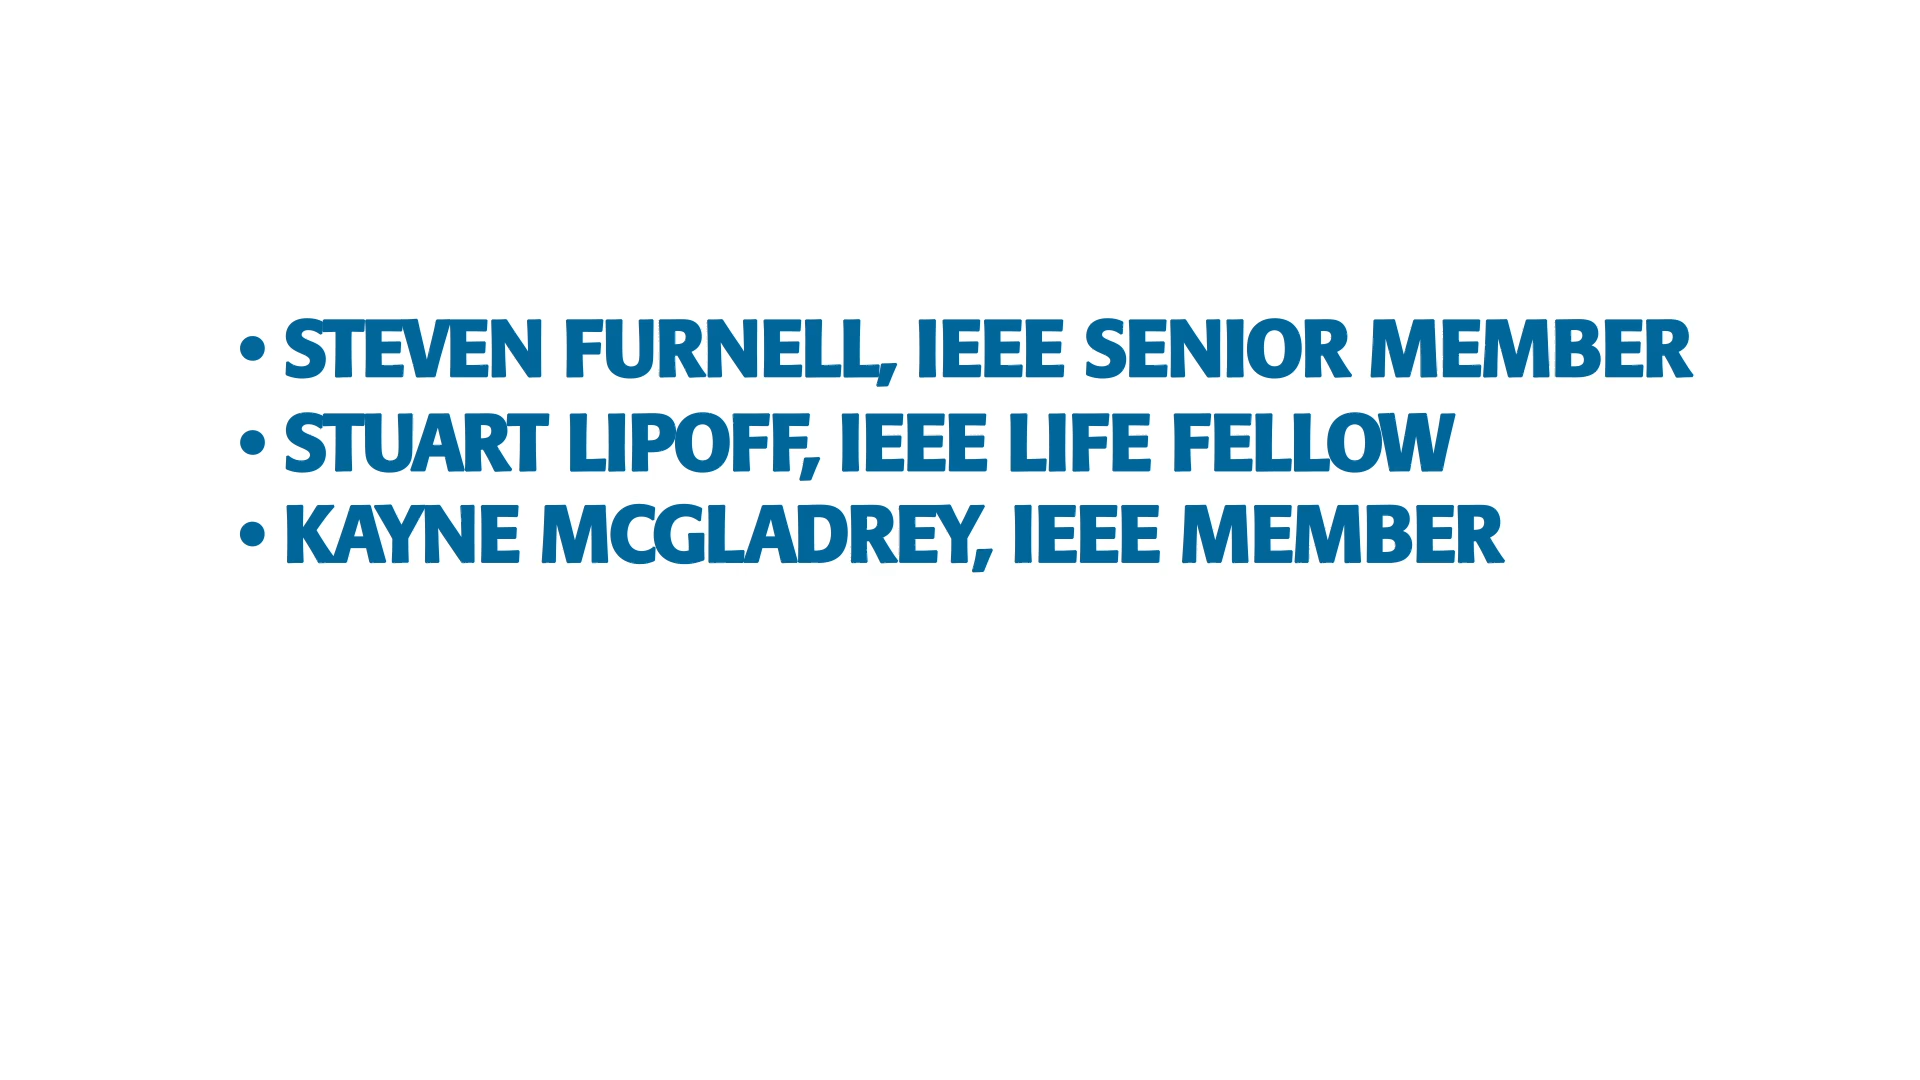 • STEVEN FURNELL, IEEE SENIOR MEMBER
• STUART LIPOFF, IEEE LIFE FELLOW
• KAYNE MCGLADREY, IEEE MEMBER